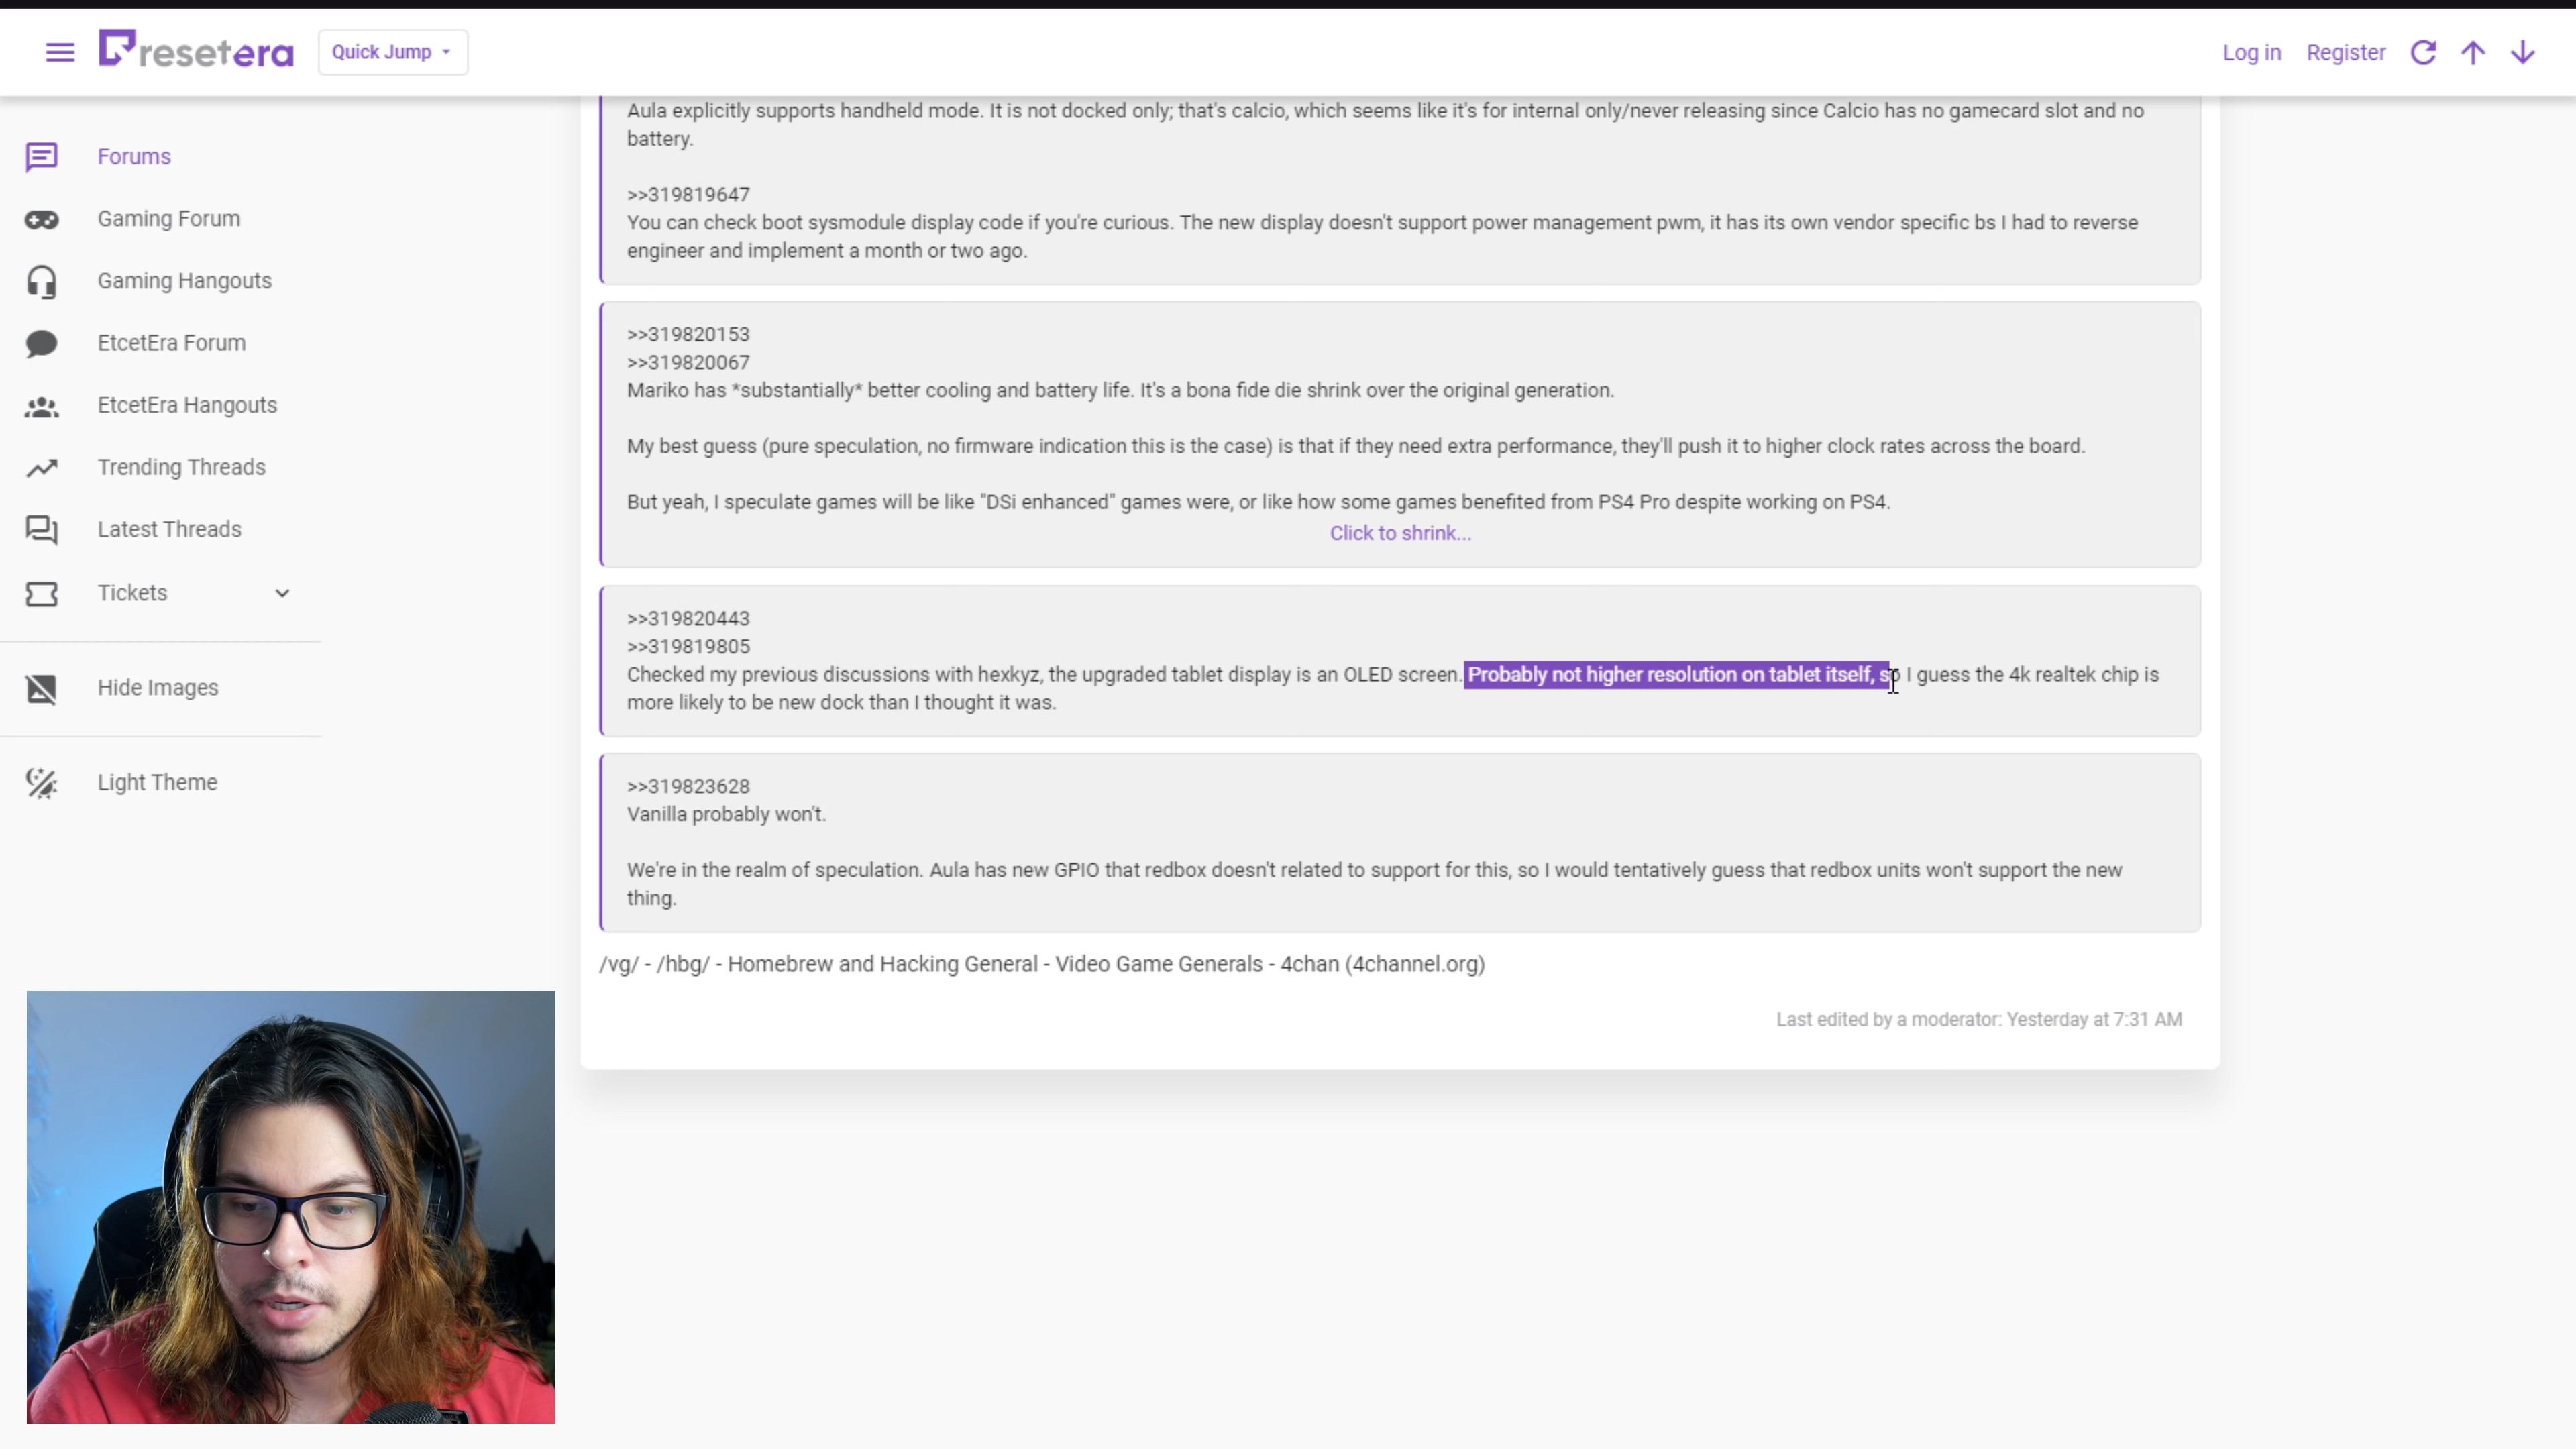 resetera
Quick Jump
Log in
Register
Forums
Gaming Forum
Gaming Hangouts
EtcetEra Forum
EtcetEra Hangouts
Trending Threads
Latest Threads
Tickets
Hide Images
Light Theme
Aula explicitly supports handheld mode. It is not docked only; that's calcio, which seems like it's for internal only/never releasing since Calcio has no gamecard slot and no
battery.
>>319819647
You can check boot sysmodule display code if you're curious. The new display doesn't support power management pwm, it has its own vendor specific bs I had to reverse
engineer and implement a month or two ago.
>>319820153
>>319820067
Mariko has *substantially* better cooling and battery life. It's a bona fide die shrink over the original generation.
My best guess (pure speculation, no firmware indication this is the case) is that if they need extra performance, they'll push it to higher clock rates across the board.
But yeah, I speculate games will be like "DSi enhanced" games were, or like how some games benefited from PS4 Pro despite working on PS4.
Click to shrink...
>>319820443
>>319819805
Checked my previous discussions with hexkyz, the upgraded tablet display is an OLED screen. Probably not higher resolution on tablet itself, so I guess the 4k realtek chip is
more likely to be new dock than I thought it was.
>>319823628
Vanilla probably won't.
We're in the realm of speculation. Aula has new GPIO that redbox doesn't related to support for this, so I would tentatively guess that redbox units won't support the new
thing.
/vg/ - /hbg/ - Homebrew and Hacking General - Video Game Generals - 4chan (4channel.org)
Last edited by a moderator: Yesterday at 7:31 AM